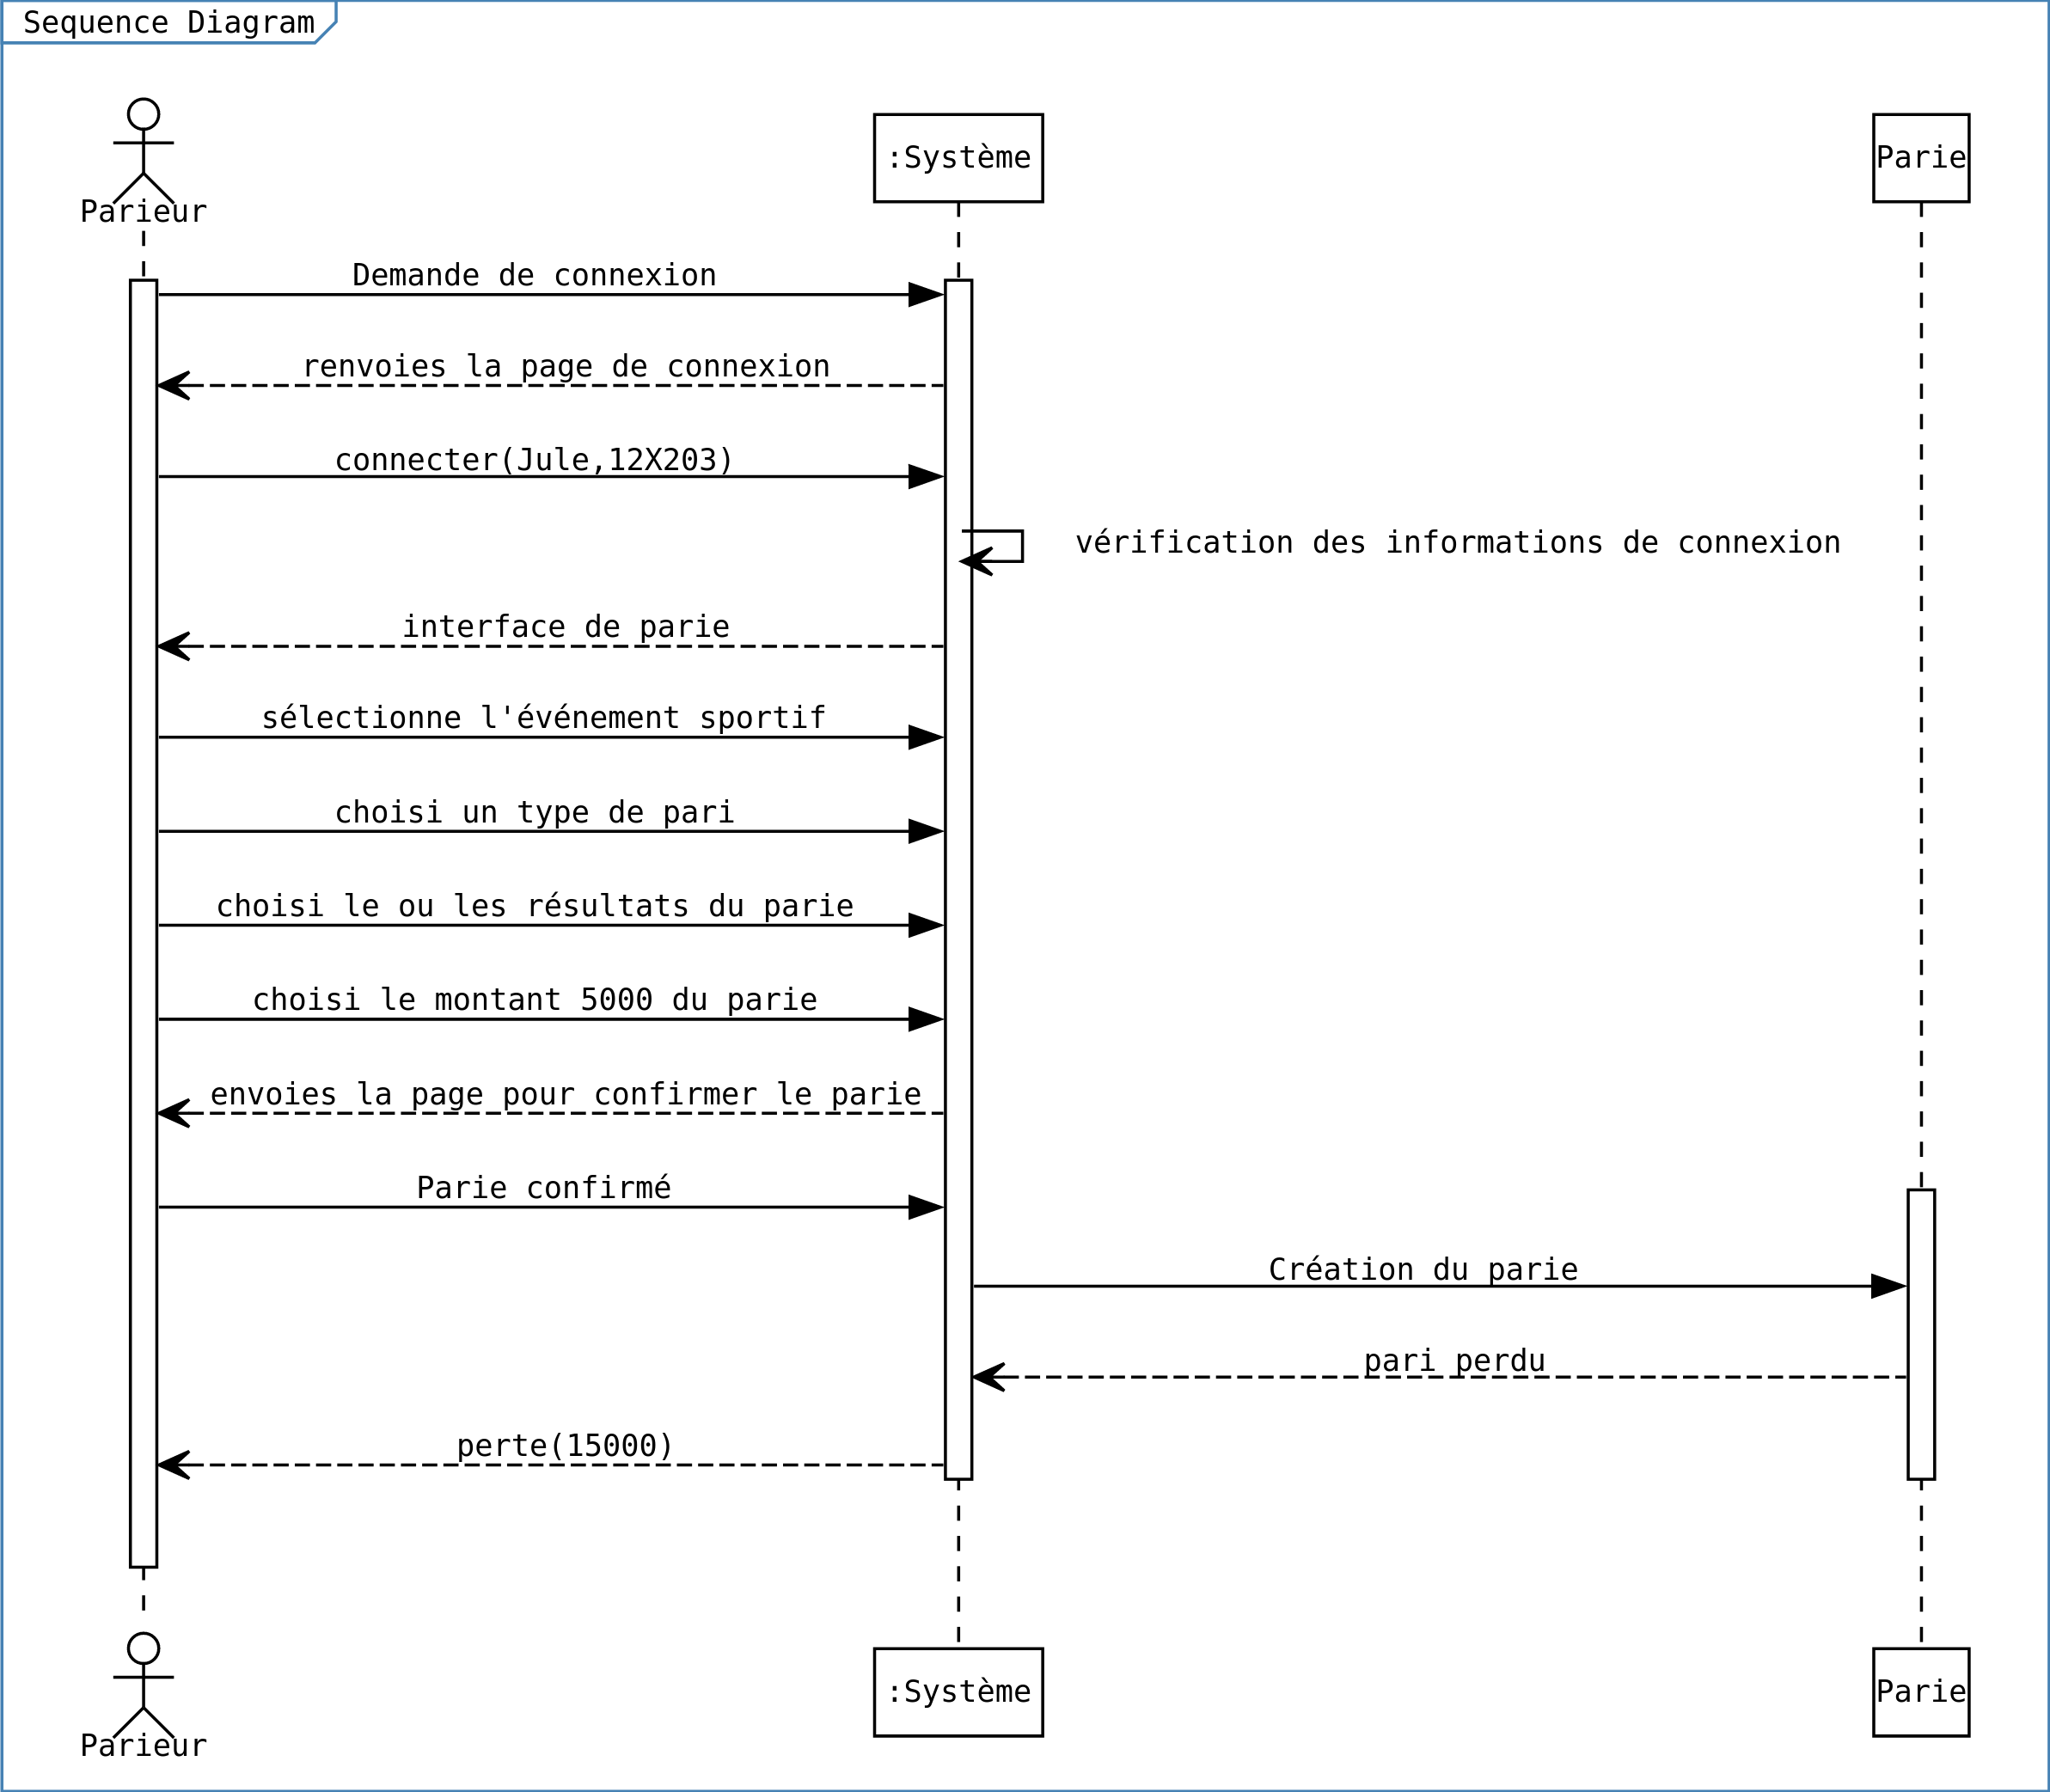 Sequence Diagram
Parieur
:Système
Parie
Demande de connexion
renvoies la page de connexion
connecter(Jule,12X203)
vérification des informations de connexion
interface de parie
sélectionne l'événement sportif
choisi un type de pari
choisi le ou les résultats du parie
choisi le montant 5000 du parie
envoies la page pour confirmer le parie
Parie confirmé
Création du parie
pari perdu
perte(15000)
Parieur
:Système
Parie